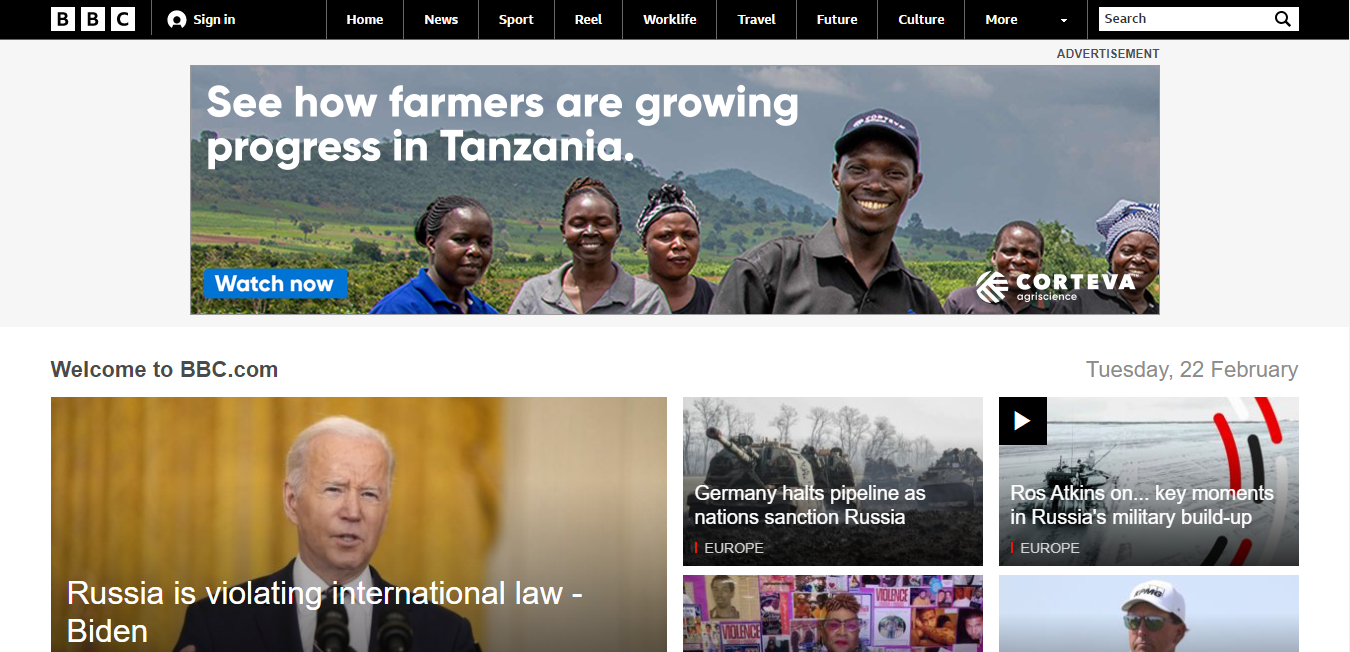 BBC
Sign in
Home
News
Sport
Reel
Worklife
Travel
Future
Culture
More
Search
ADVERTISEMENT
See how farmers are growing
progress in Tanzania.
Watch now
CORTEVA
agriscience
Welcome to BBC.com
Tuesday, 22 February
Russia is violating international law -
Biden
Germany halts pipeline as
nations sanction Russia
EUROPE
Ros Atkins on... key moments
in Russia's military build-up
EUROPE
VIOLENCE
VIOLENCE
KPMG